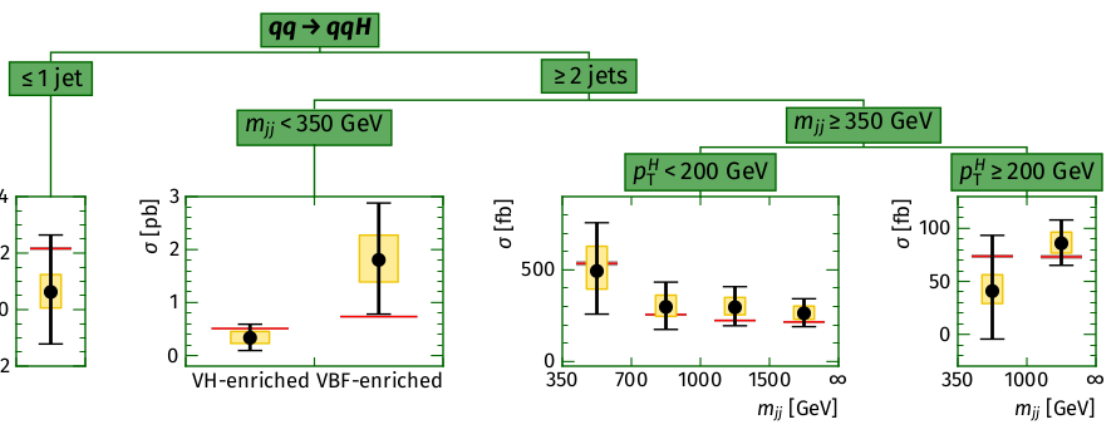 qq → qqH
≤ 1 jet
≥ 2 jets
m_jj < 350 GeV
m_jj ≥ 350 GeV
p_T^H < 200 GeV
p_T^H ≥ 200 GeV
4
2
0
2
σ [pb]
3
2
1
0
VH-enriched VBF-enriched
σ [fb]
500
0
350 700 1000 1500 ∞
m_jj [GeV]
σ [fb]
100
50
0
350 1000 ∞
m_jj [GeV]